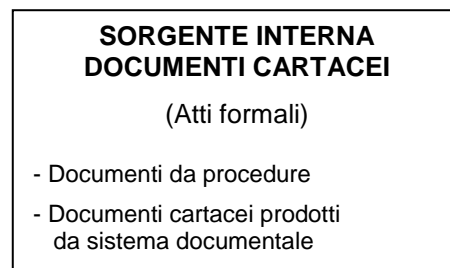 SORGENTE INTERNA
DOCUMENTI CARTACEI
(Atti formali)
- Documenti da procedure
- Documenti cartacei prodotti
da sistema documentale